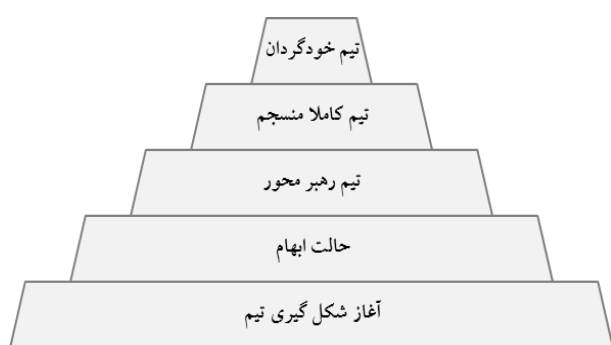 تیم خودگردان
تیم کاملا منسجم
تیم رهبر محور
حالت ابهام
آغاز شکل گیری تیم